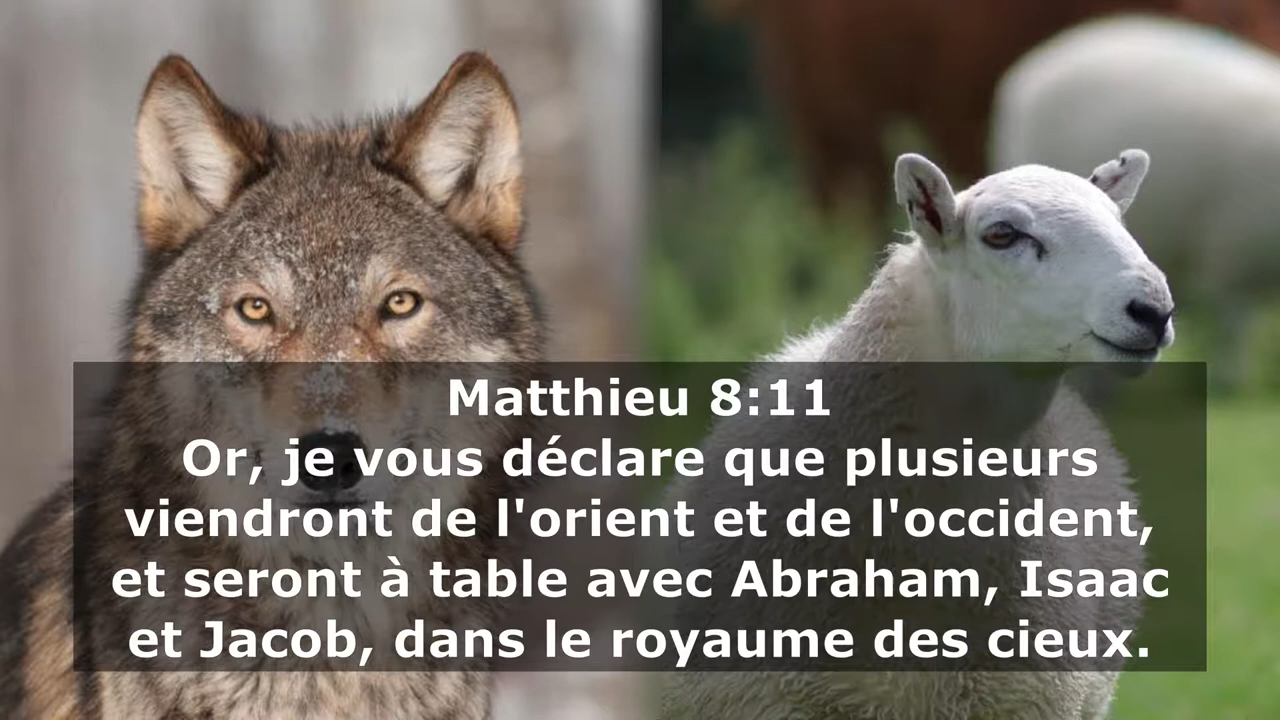 Matthieu 8:11
Or, je vous déclare que plusieurs
viendront de l'orient et de l'occident,
et seront à table avec Abraham, Isaac
et Jacob, dans le royaume des cieux.